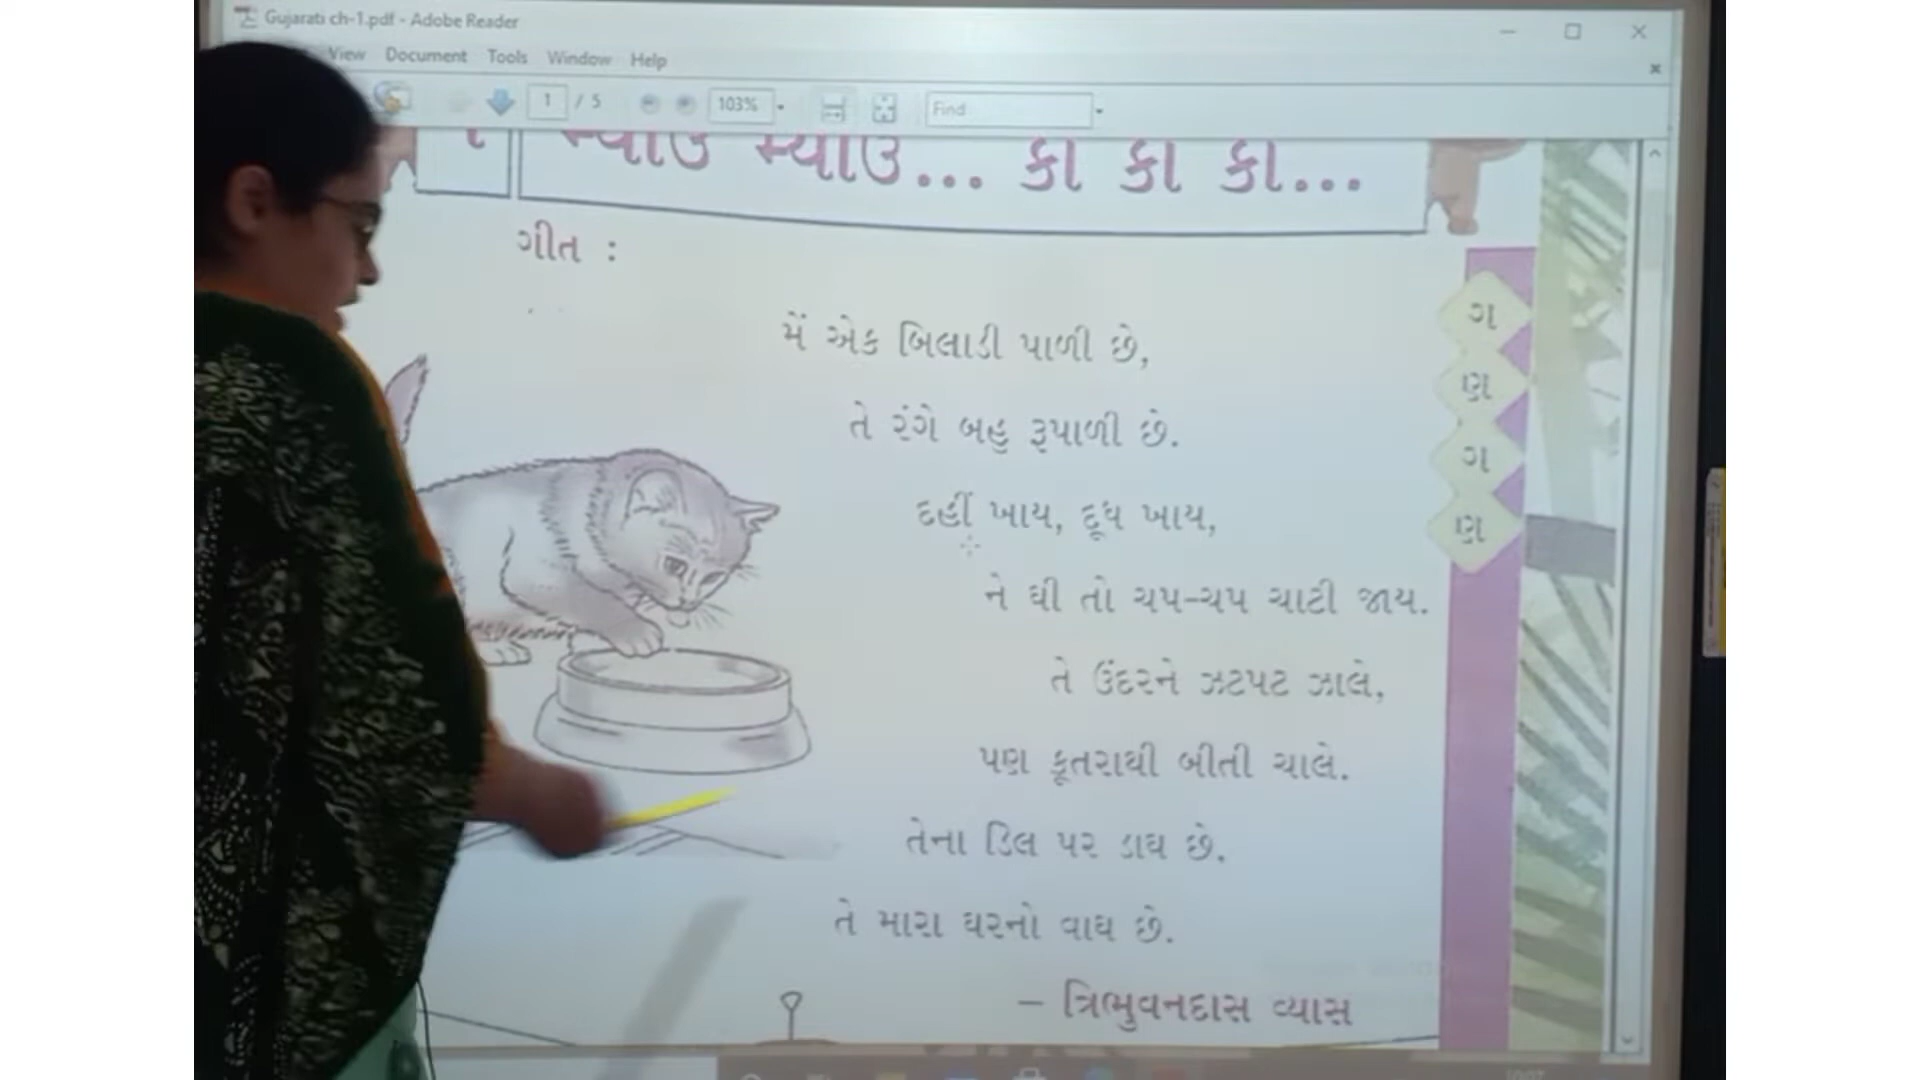 Gujarati ch-1.pdf - Adobe Reader
View Document Tools Window Help
1 / 5 103% Find
મ્યાઉં મ્યાઉં... કા કા કા...
ગીત :
મેં એક બિલાડી પાળી છે,
તે રંગે બહુ રૂપાળી છે.
દહીં ખાય, દૂધ ખાય,
ને ઘી તો ચપ-ચપ ચાટી જાય.
તે ઉંદરને ઝટપટ ઝાલે,
પણ કૂતરાથી બીતી ચાલે.
તેના ડિલ પર ડાઘ છે.
તે મારા ઘરનો વાઘ છે.
– ત્રિભુવનદાસ વ્યાસ
ગ
ણ
ગ
ણ